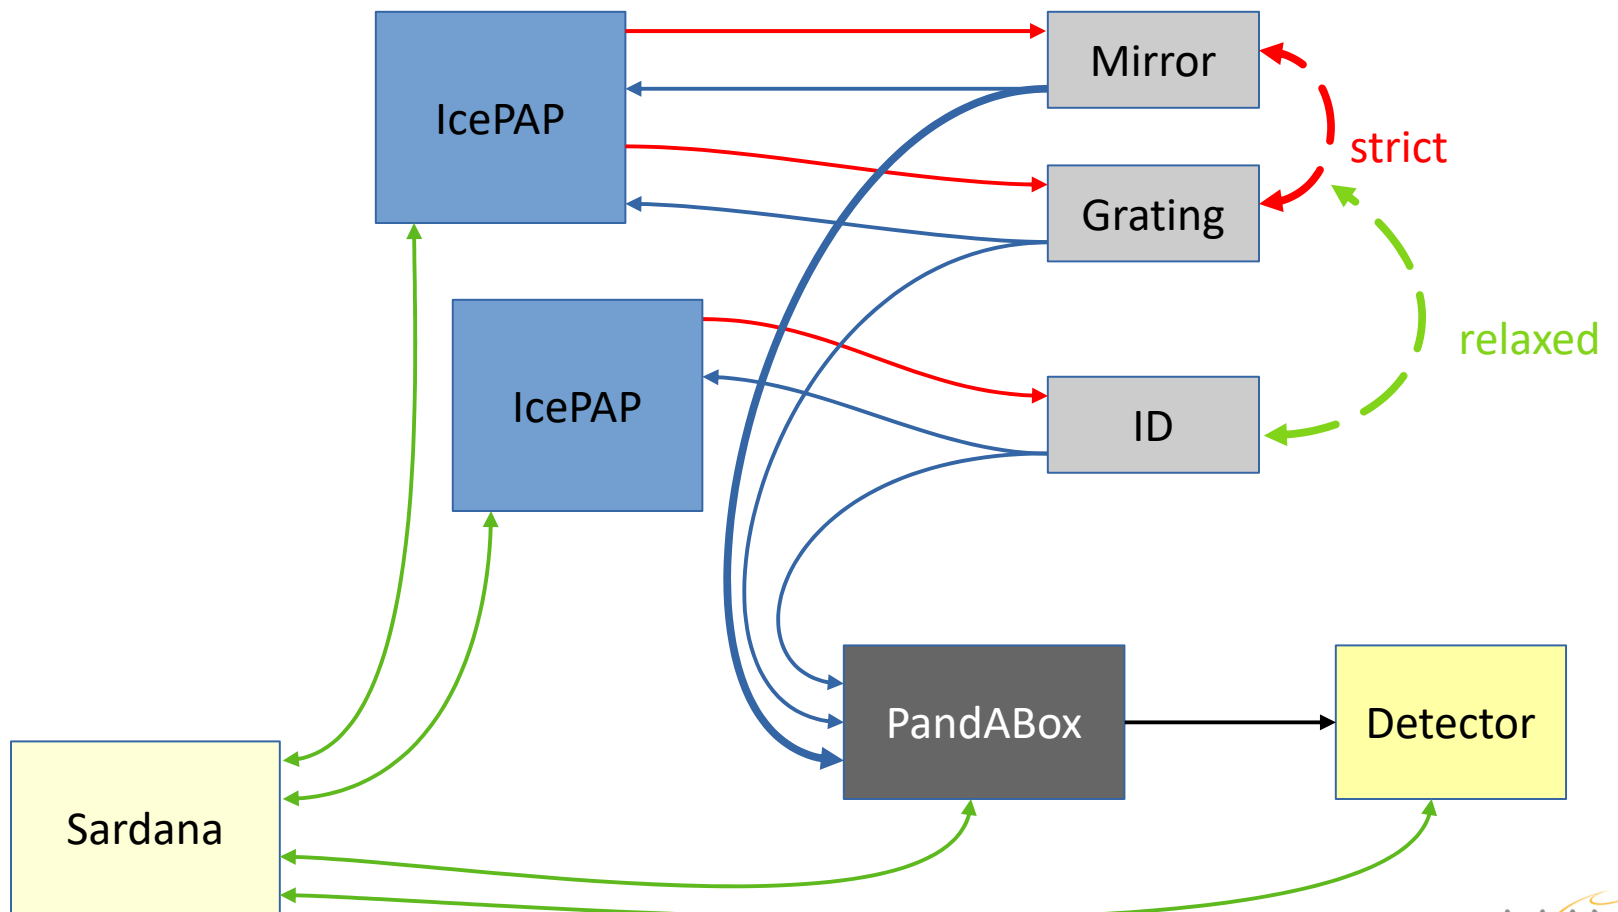 Mirror
IcePAP
strict
Grating
relaxed
IcePAP
ID
PandABox
Detector
Sardana